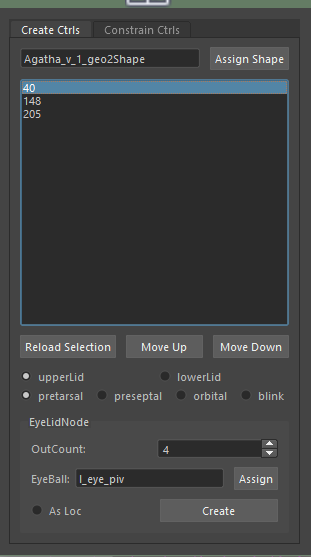 Create Ctrls Constrain Ctrls
Agatha_v_1_geo2Shape Assign Shape
40
148
205
Reload Selection Move Up Move Down
upperLid lowerLid
pretarsal preseptal orbital blink
EyeLidNode
OutCount: 4
EyeBall: l_eye_piv Assign
As Loc Create